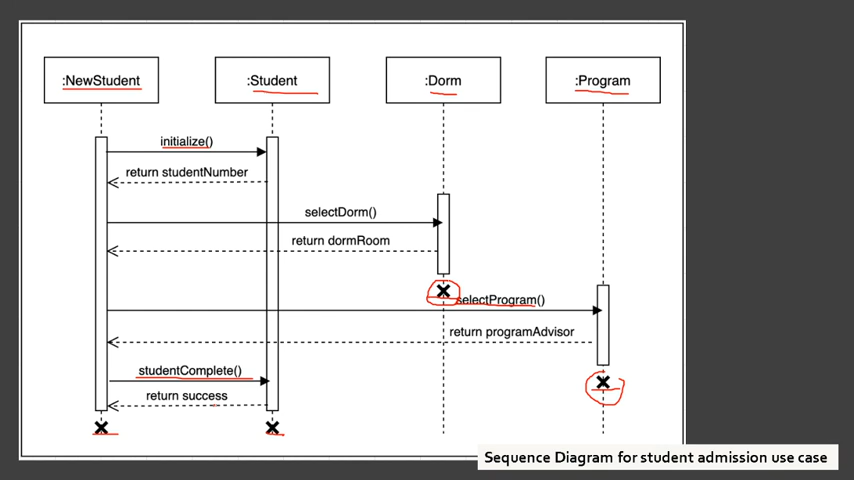 :NewStudent
:Student
:Dorm
:Program
initialize()
return studentNumber
selectDorm()
return dormRoom
selectProgram()
return programAdvisor
studentComplete()
return success
Sequence Diagram for student admission use case